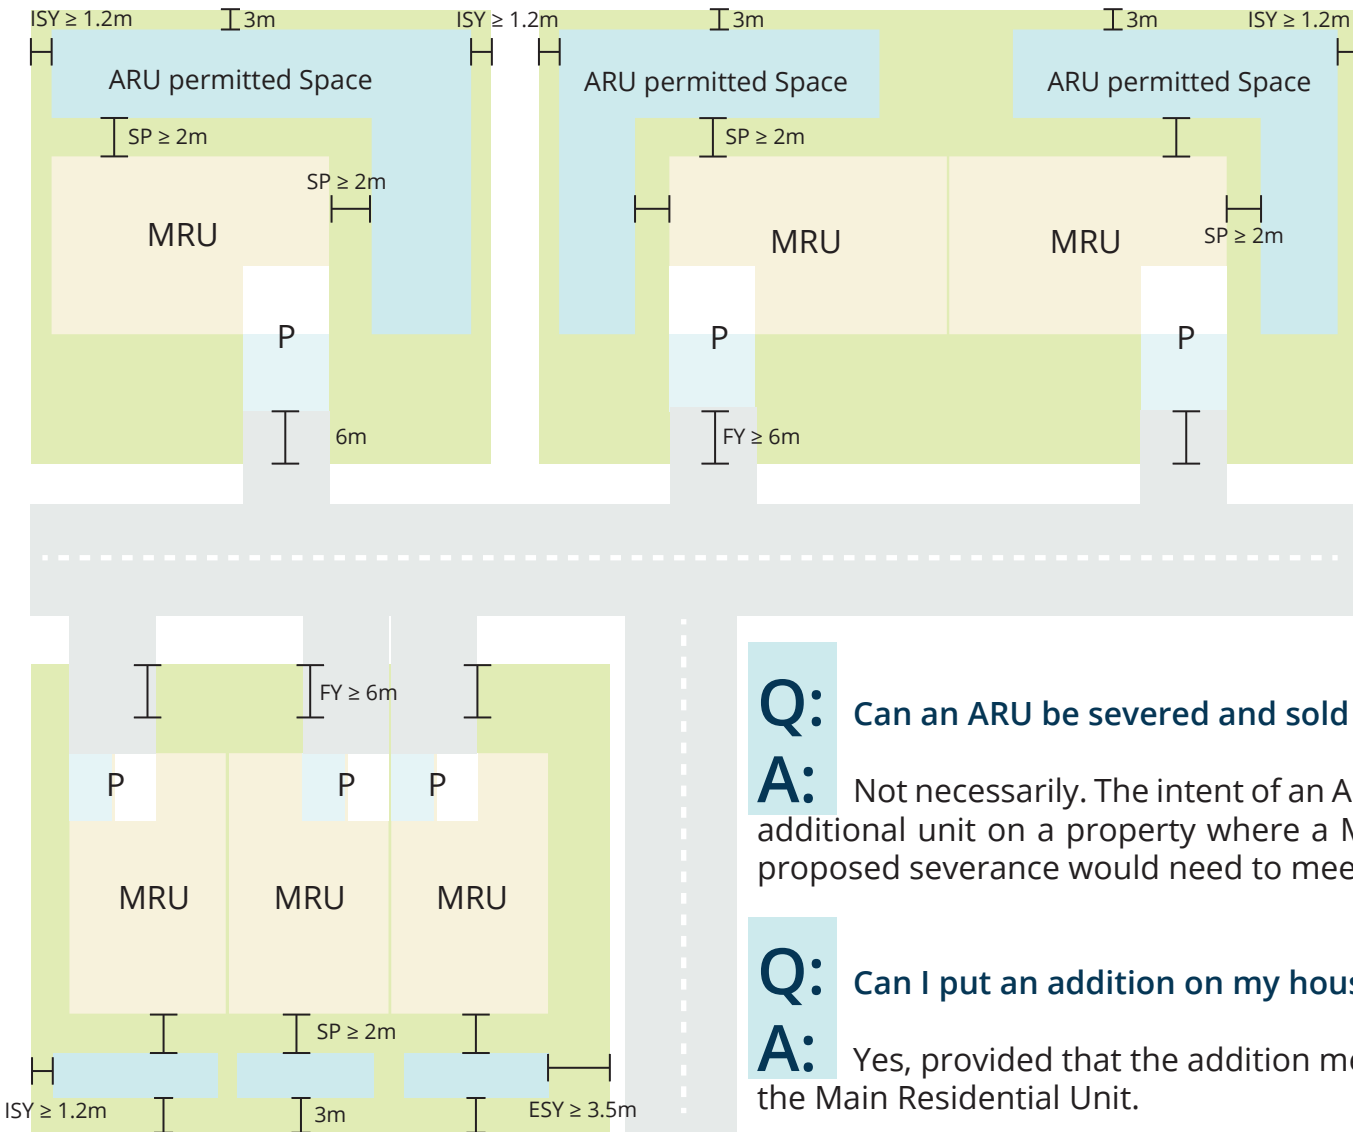 ISY ≥ 1.2m
3m
ISY ≥ 1.2m
3m
3m
ISY ≥ 1.2m
ARU permitted Space
ARU permitted Space
ARU permitted Space
SP ≥ 2m
SP ≥ 2m
SP ≥ 2m
MRU
MRU
MRU
SP ≥ 2m
P
P
P
6m
FY ≥ 6m
FY ≥ 6m
P
P
P
MRU
MRU
MRU
SP ≥ 2m
ISY ≥ 1.2m
3m
ESY ≥ 3.5m
Q: Can an ARU be severed and sold
A: Not necessarily. The intent of an A
additional unit on a property where a M
proposed severance would need to mee
Q: Can I put an addition on my hous
A: Yes, provided that the addition me
the Main Residential Unit.